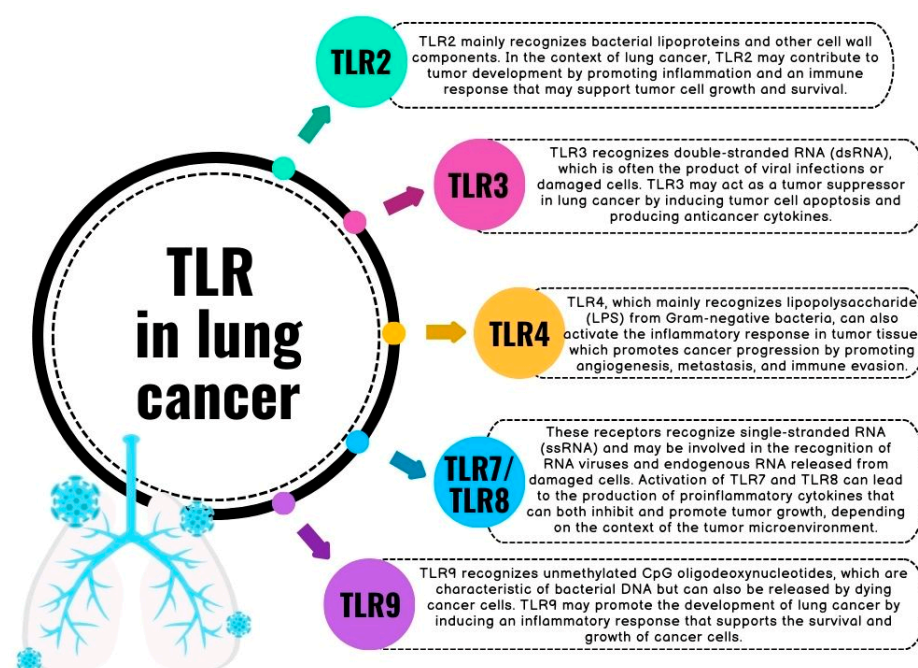 TLR
in lung
cancer
TLR2
TLR2 mainly recognizes bacterial lipoproteins and other cell wall
components. In the context of lung cancer, TLR2 may contribute to
tumor development by promoting inflammation and an immune
response that may support tumor cell growth and survival.
TLR3
TLR3 recognizes double-stranded RNA (dsRNA),
which is often the product of viral infections or
damaged cells. TLR3 may act as a tumor suppressor
in lung cancer by inducing tumor cell apoptosis and
producing anticancer cytokines.
TLR4
TLR4, which mainly recognizes lipopolysaccharide
(LPS) from Gram-negative bacteria, can also
activate the inflammatory response in tumor tissue
which promotes cancer progression by promoting
angiogenesis, metastasis, and immune evasion.
TLR7/
TLR8
These receptors recognize single-stranded RNA
(ssRNA) and may be involved in the recognition of
RNA viruses and endogenous RNA released from
damaged cells. Activation of TLR7 and TLR8 can lead
to the production of proinflammatory cytokines that
can both inhibit and promote tumor growth, depending
on the context of the tumor microenvironment.
TLR9
TLR9 recognizes unmethylated CpG oligodeoxynucleotides, which are
characteristic of bacterial DNA but can also be released by dying
cancer cells. TLR9 may promote the development of lung cancer by
inducing an inflammatory response that supports the survival and
growth of cancer cells.